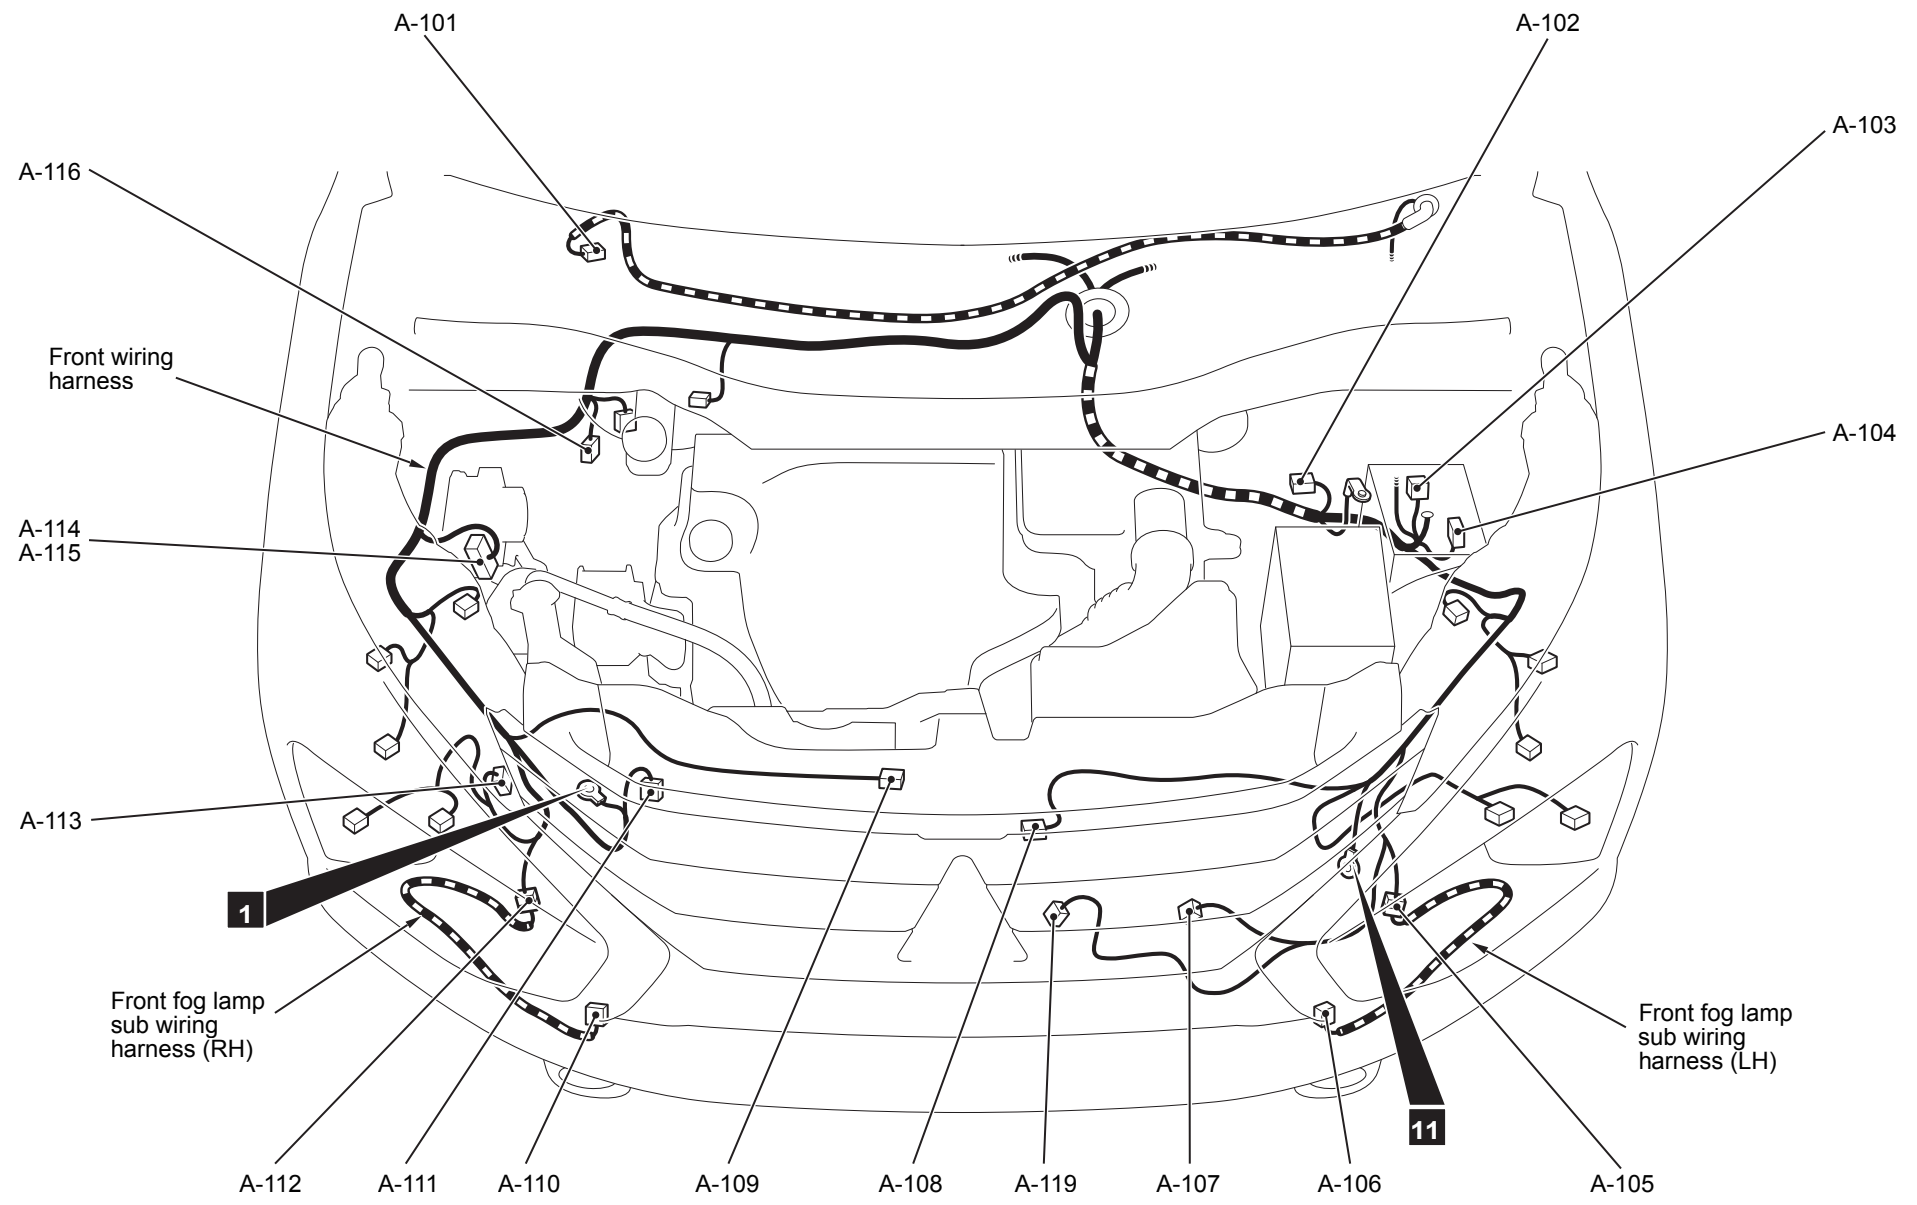 A-101
A-102
A-103
A-116
Front wiring
harness
A-104
A-114
A-115
A-113
1
Front fog lamp
sub wiring
harness (RH)
Front fog lamp
sub wiring
harness (LH)
11
A-112
A-111
A-110
A-109
A-108
A-119
A-107
A-106
A-105